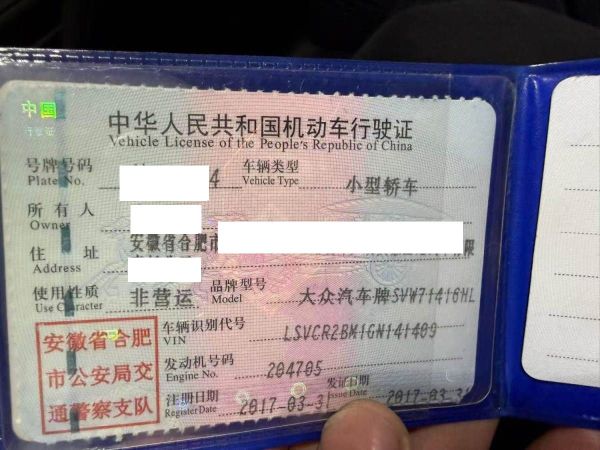 中国
行驶证
中华人民共和国机动车行驶证
Vehicle License of the People's Republic of China
号牌号码 4 车辆类型 小型轿车
Plate No. Vehicle Type
所有人
Owner
住址 安徽省合肥市 限
Address
使用性质 非营运 品牌型号 大众汽车牌SVW71416HL
Use Character Model
安徽省合肥 车辆识别代号 LSVCR2BM1GN141409
VIN
市公安局交 发动机号码 204705
Engine No.
通警察支队 注册日期 2017-03-3 发证日期 2017-03-31
Register Date Issue Date